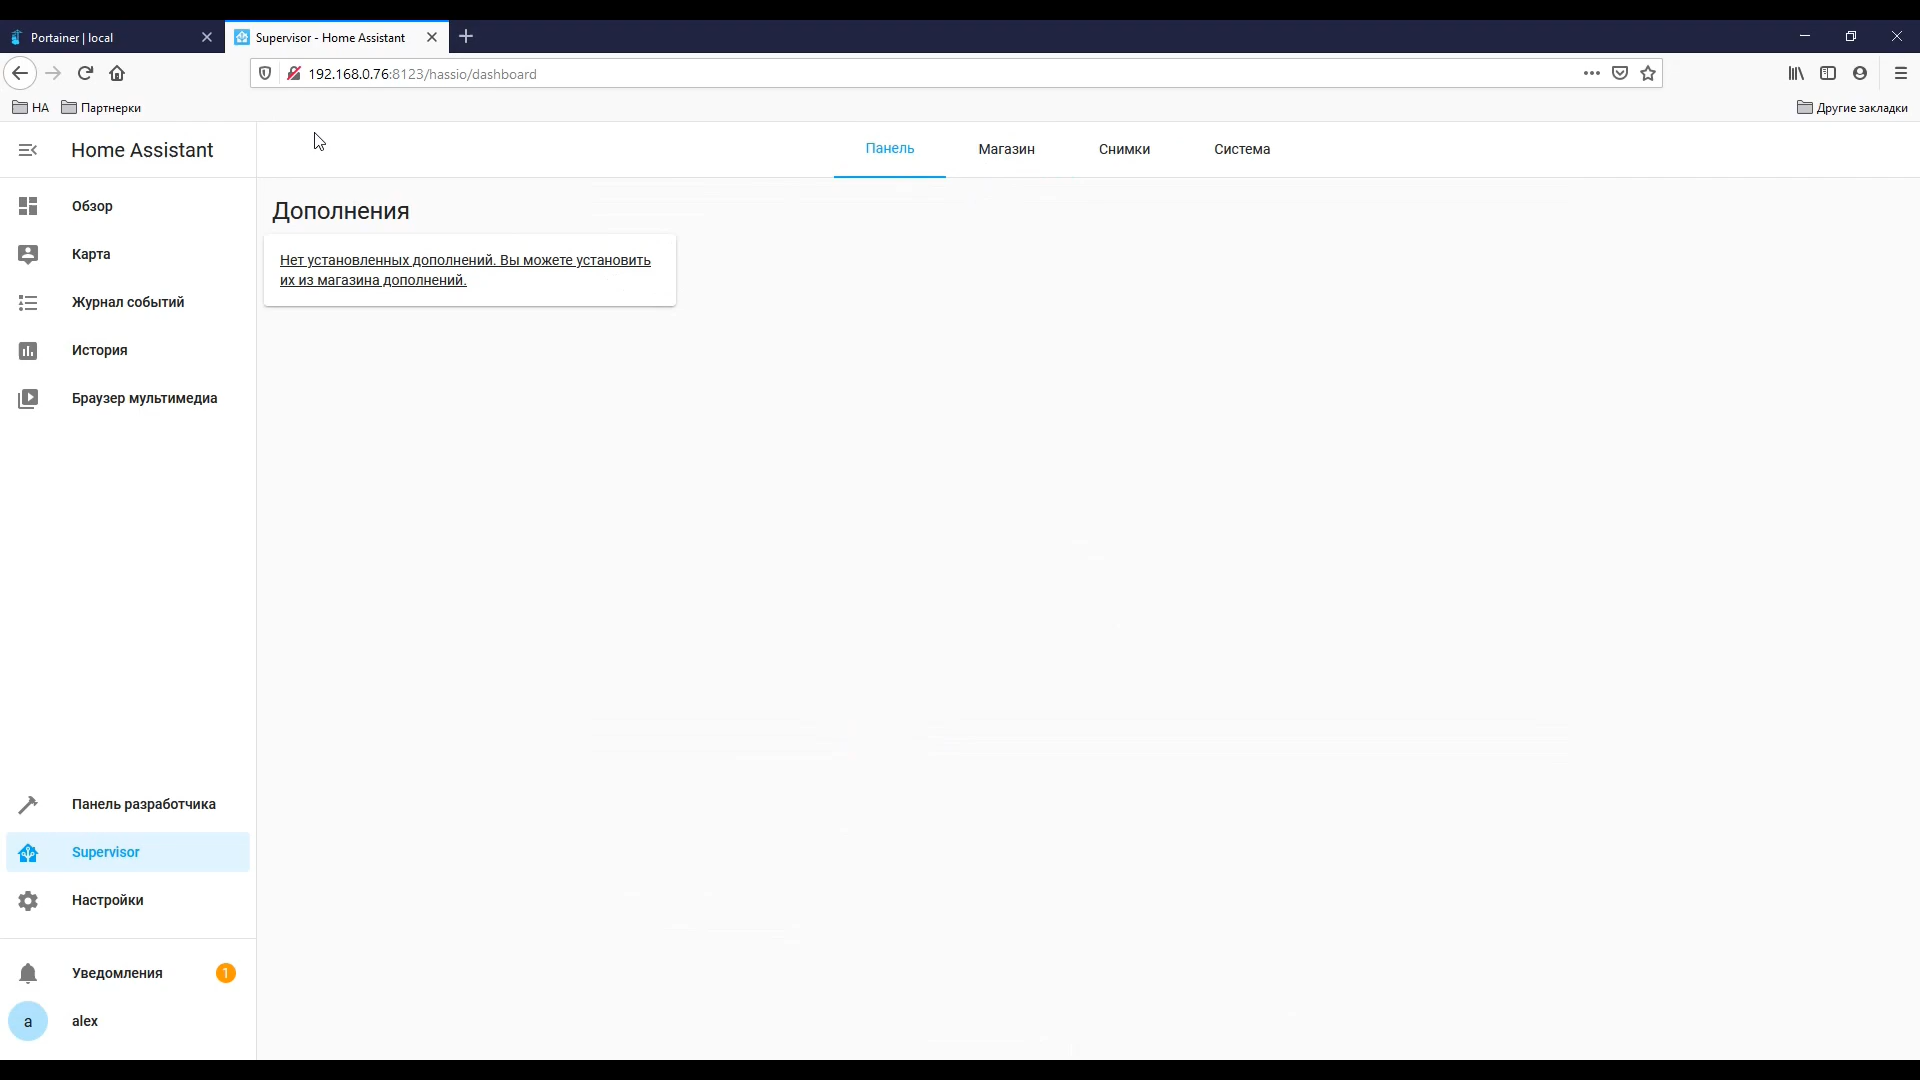 Portainer | local
Supervisor - Home Assistant
192.168.0.76:8123/hassio/dashboard
HA
Партнерки
Другие закладки
Home Assistant
Панель
Магазин
Снимки
Система
Обзор
Карта
Журнал событий
История
Браузер мультимедиа
Дополнения
Нет установленных дополнений. Вы можете установить
их из магазина дополнений.
Панель разработчика
Supervisor
Настройки
Уведомления
1
a
alex